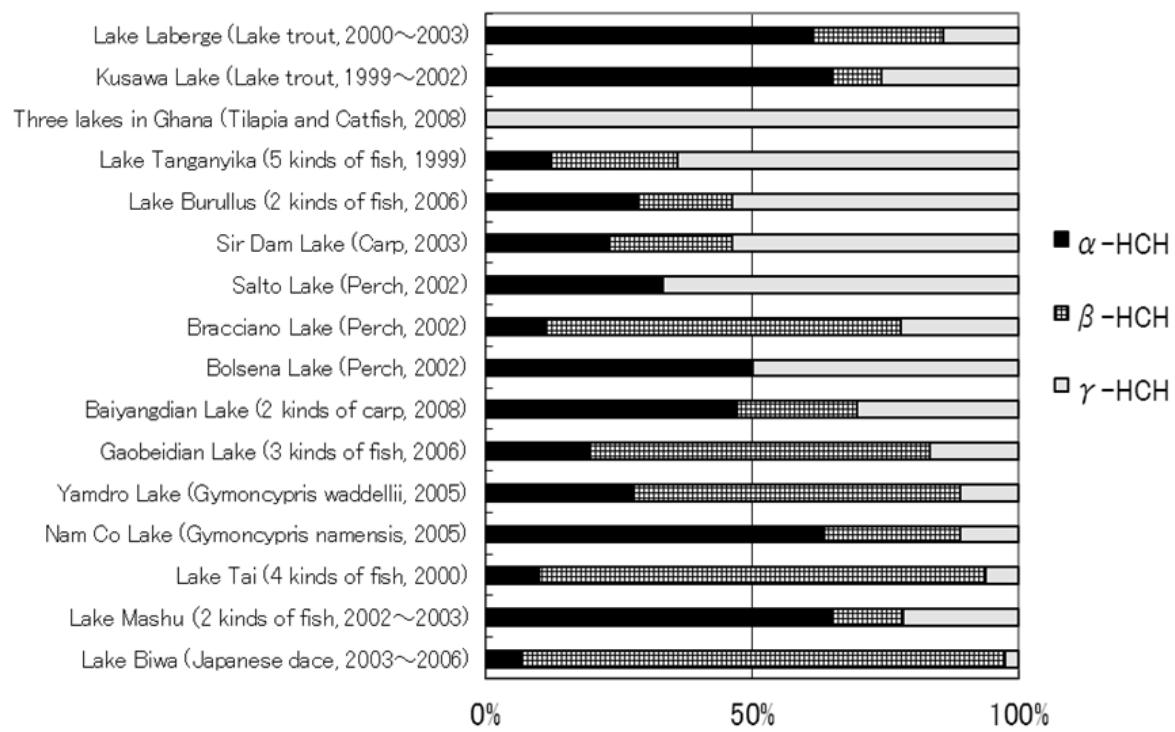 Lake Laberge (Lake trout, 2000～2003)
Kusawa Lake (Lake trout, 1999～2002)
Three lakes in Ghana (Tilapia and Catfish, 2008)
Lake Tanganyika (5 kinds of fish, 1999)
Lake Burullus (2 kinds of fish, 2006)
Sir Dam Lake (Carp, 2003)
Salto Lake (Perch, 2002)
Bracciano Lake (Perch, 2002)
Bolsena Lake (Perch, 2002)
Baiyangdian Lake (2 kinds of carp, 2008)
Gaobeidian Lake (3 kinds of fish, 2006)
Yamdro Lake (Gymoncypris waddellii, 2005)
Nam Co Lake (Gymoncypris namensis, 2005)
Lake Tai (4 kinds of fish, 2000)
Lake Mashu (2 kinds of fish, 2002～2003)
Lake Biwa (Japanese dace, 2003～2006)
0% 50% 100%
α-HCH
β-HCH
γ-HCH